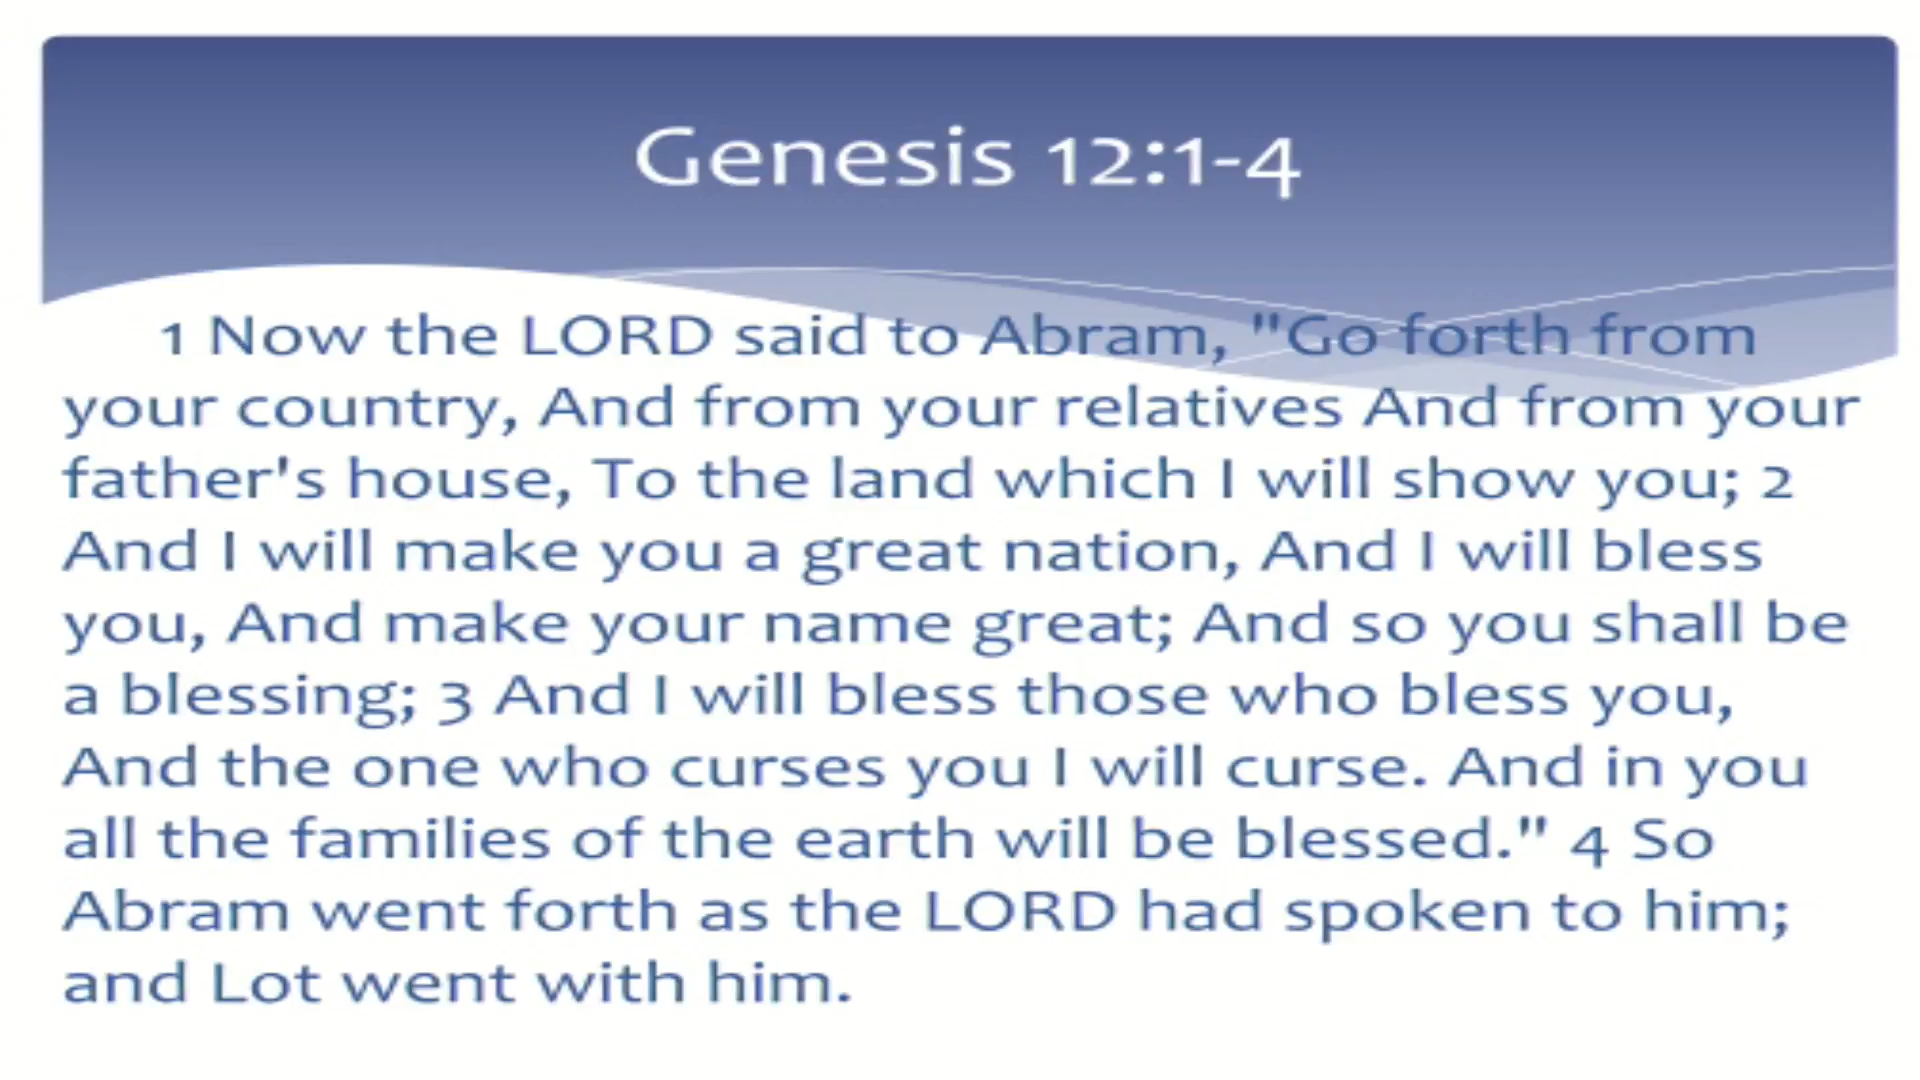 Genesis 12:1-4
1 Now the LORD said to Abram, "Go forth from
your country, And from your relatives And from your
father's house, To the land which I will show you; 2
And I will make you a great nation, And I will bless
you, And make your name great; And so you shall be
a blessing; 3 And I will bless those who bless you,
And the one who curses you I will curse. And in you
all the families of the earth will be blessed." 4 So
Abram went forth as the LORD had spoken to him;
and Lot went with him.